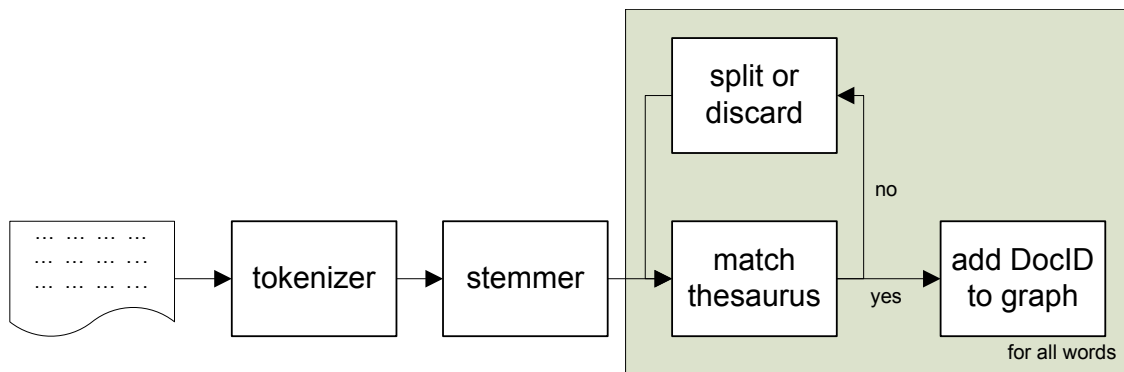 split or
discard
no
... ... ... ...
... ... ... ...
... ... ... ...
tokenizer
stemmer
match
thesaurus
yes
add DocID
to graph
for all words